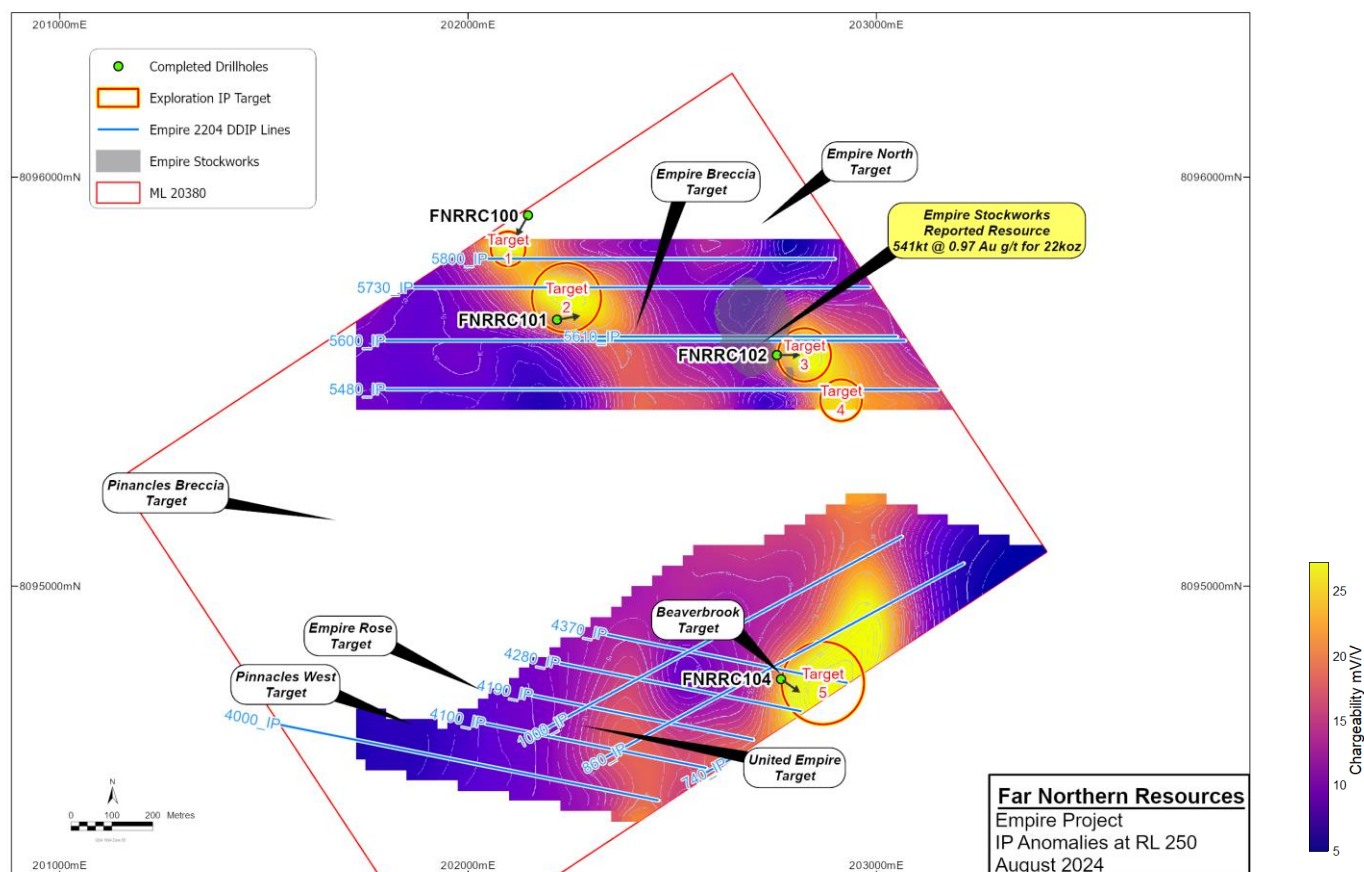 201000mE
202000mE
203000mE
Completed Drillholes
Exploration IP Target
Empire 2204 DDIP Lines
Empire Stockworks
ML 20380
8096000mN
8096000mN
Empire North
Target
Empire Breccia
Target
Empire Stockworks
Reported Resource
541kt @ 0.97 Au g/t for 22koz
FNRRC100
Target
1
5800_IP
5730_IP
Target
2
FNRRC101
5610_IP
5600_IP
FNRRC102
Target
3
5480_IP
Target
4
Pinancles Breccia
Target
8095000mN
8095000mN
Beaverbrook
Target
Empire Rose
Target
4370_IP
4280_IP
Pinnacles West
Target
4190_IP
FNRRC104
Target
5
4000_IP
4100_IP
1000_IP
860_IP
740_IP
United Empire
Target
N
0 100 200 Metres
25
20
15
10
5
Chargeability mV/V
Far Northern Resources
Empire Project
IP Anomalies at RL 250
August 2024
201000mE
202000mE
203000mE